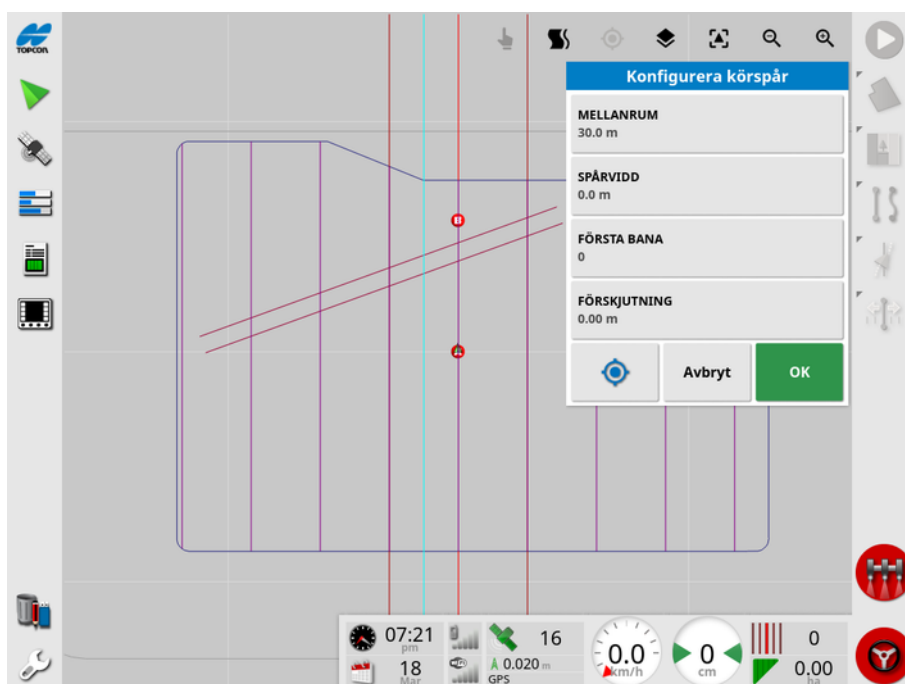 TOPCON
Konfigurera körspår
MELLANRUM
30.0 m
SPÅRVIDD
0.0 m
FÖRSTA BANA
0
FÖRSKJUTNING
0.00 m
Avbryt
OK
07:21
pm
16
0.0
km/h
0
cm
0
18
Mar
0.020 m
GPS
0.00
ha